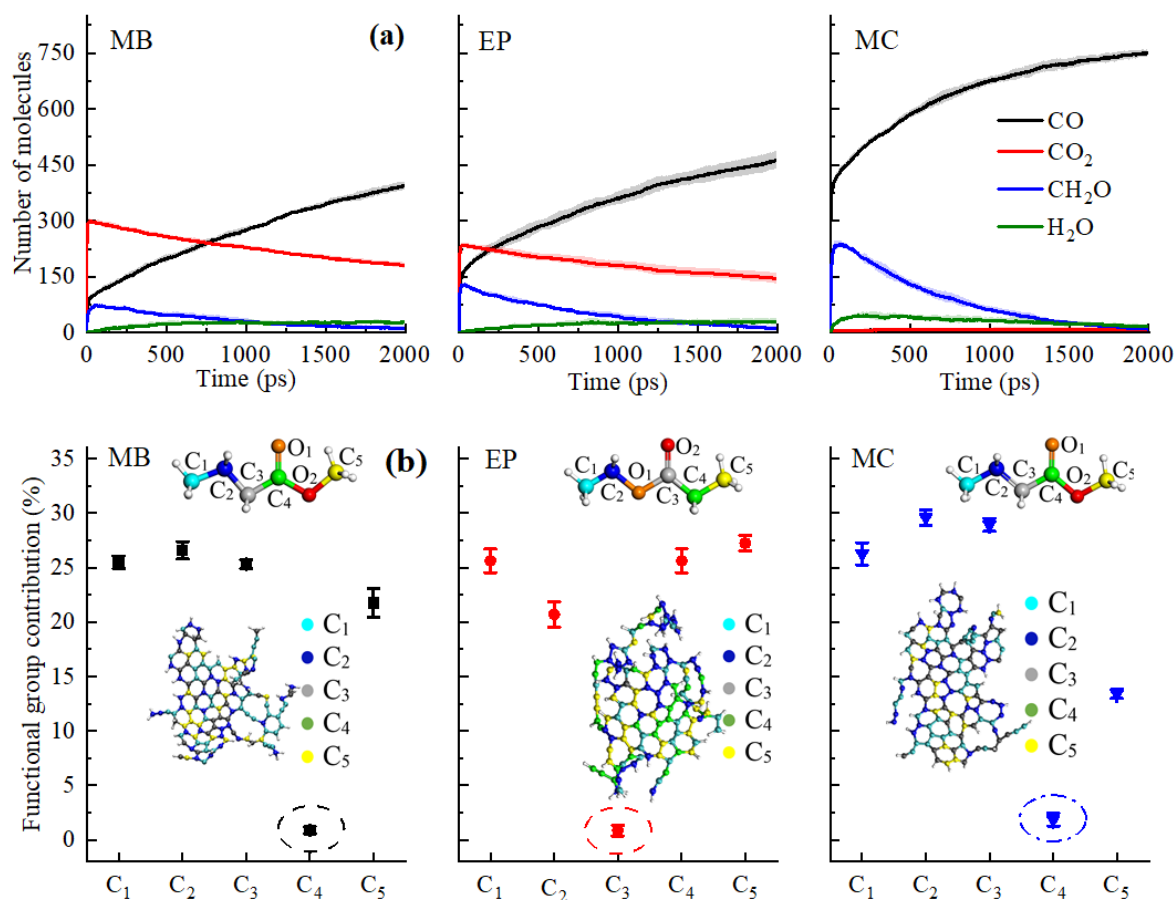 MB (a) EP MC
Number of molecules
750
600
450
300
150
0
CO
CO₂
CH₂O
H₂O
0 500 1000 1500 2000
0 500 1000 1500 2000
0 500 1000 1500 2000
Time (ps) Time (ps) Time (ps)
MB (b) EP MC
Functional group contribution (%)
35
30
25
20
15
10
5
0
C₁ C₂ C₃ C₄ O₁ O₂ C₅
C₁ C₂ O₁ O₂ C₃ C₄ C₅
C₁ C₂ C₃ C₄ O₁ O₂ C₅
C₁
C₂
C₃
C₄
C₅
C₁
C₂
C₃
C₄
C₅
C₁
C₂
C₃
C₄
C₅
C₁ C₂ C₃ C₄ C₅
C₁ C₂ C₃ C₄ C₅
C₁ C₂ C₃ C₄ C₅